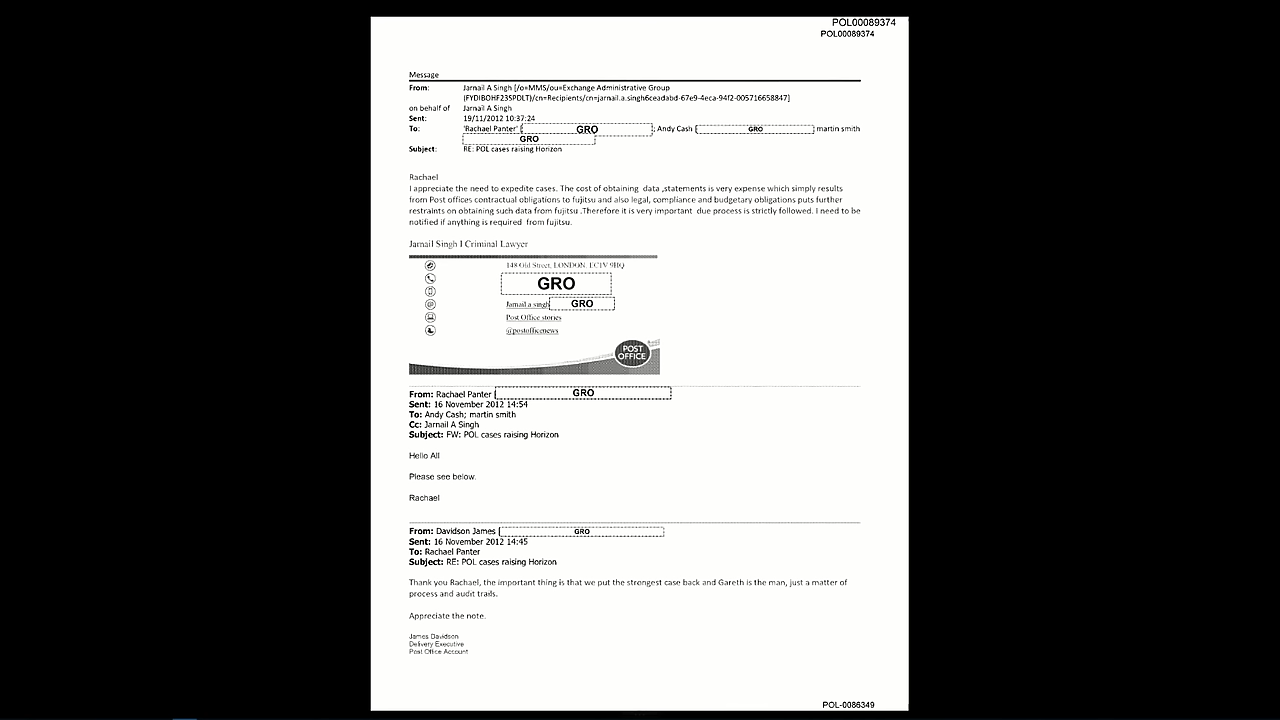 POL00089374
POL00089374
Message
From: Jarnail A Singh [/o=MMS/ou=Exchange Administrative Group
(FYDIBOHF23SPDLT)/cn=Recipients/cn=jarnail.a.singh6ceadabd-67e9-4eca-94f2-005716658847]
on behalf of Jarnail A Singh
Sent: 19/11/2012 10:37:24
To: 'Rachael Panter' [GRO]; Andy Cash [GRO] martin smith
GRO
Subject: RE: POL cases raising Horizon
Rachael
I appreciate the need to expedite cases. The cost of obtaining data ,statements is very expense which simply results
from Post offices contractual obligations to fujitsu and also legal, compliance and budgetary obligations puts further
restraints on obtaining such data from fujitsu .Therefore it is very important due process is strictly followed. I need to be
notified if anything is required from fujitsu.
Jarnail Singh I Criminal Lawyer
148 Old Street, LONDON, EC1V 9HQ
GRO
Jarnail a singh GRO
Post Office stories
@postofficenews
POST
OFFICE
From: Rachael Panter [GRO
Sent: 16 November 2012 14:54
To: Andy Cash; martin smith
Cc: Jarnail A Singh
Subject: FW: POL cases raising Horizon
Hello All
Please see below.
Rachael
From: Davidson James [GRO
Sent: 16 November 2012 14:45
To: Rachael Panter
Subject: RE: POL cases raising Horizon
Thank you Rachael, the important thing is that we put the strongest case back and Gareth is the man, just a matter of
process and audit trails.
Appreciate the note.
James Davidson
Delivery Executive
Post Office Account
POL-0086349